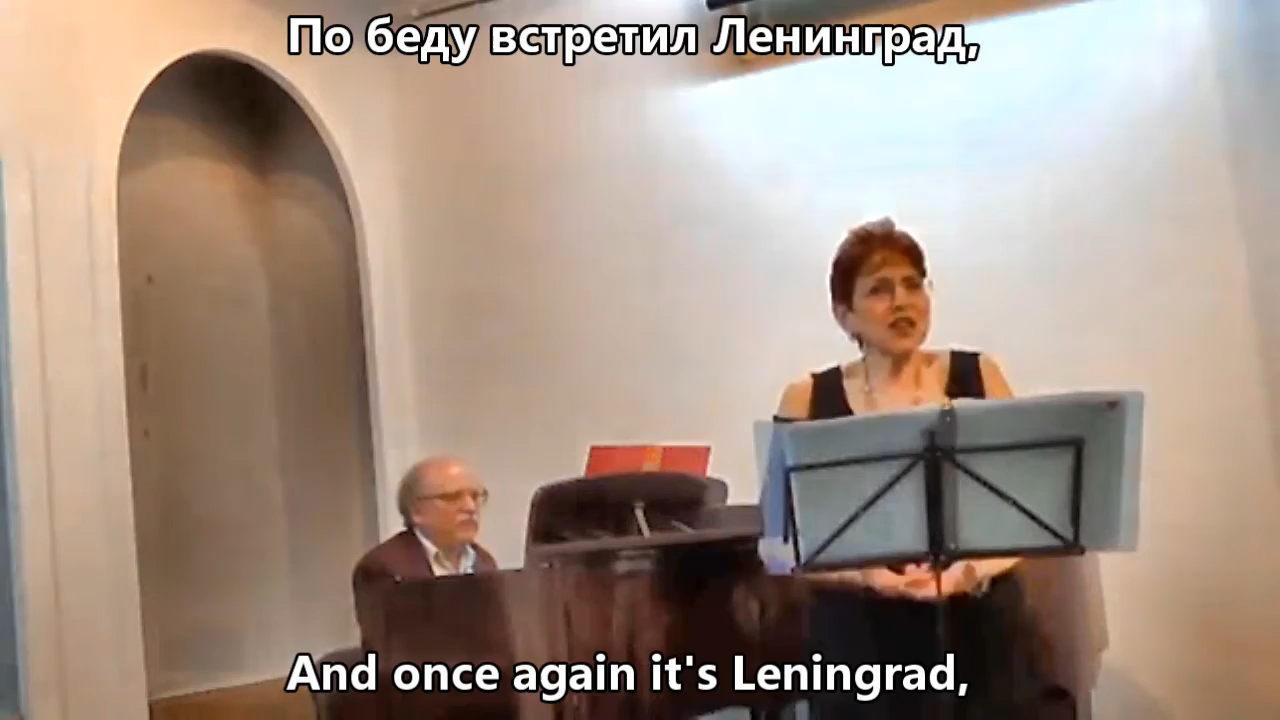 По беду встретил Ленинград,
And once again it's Leningrad,